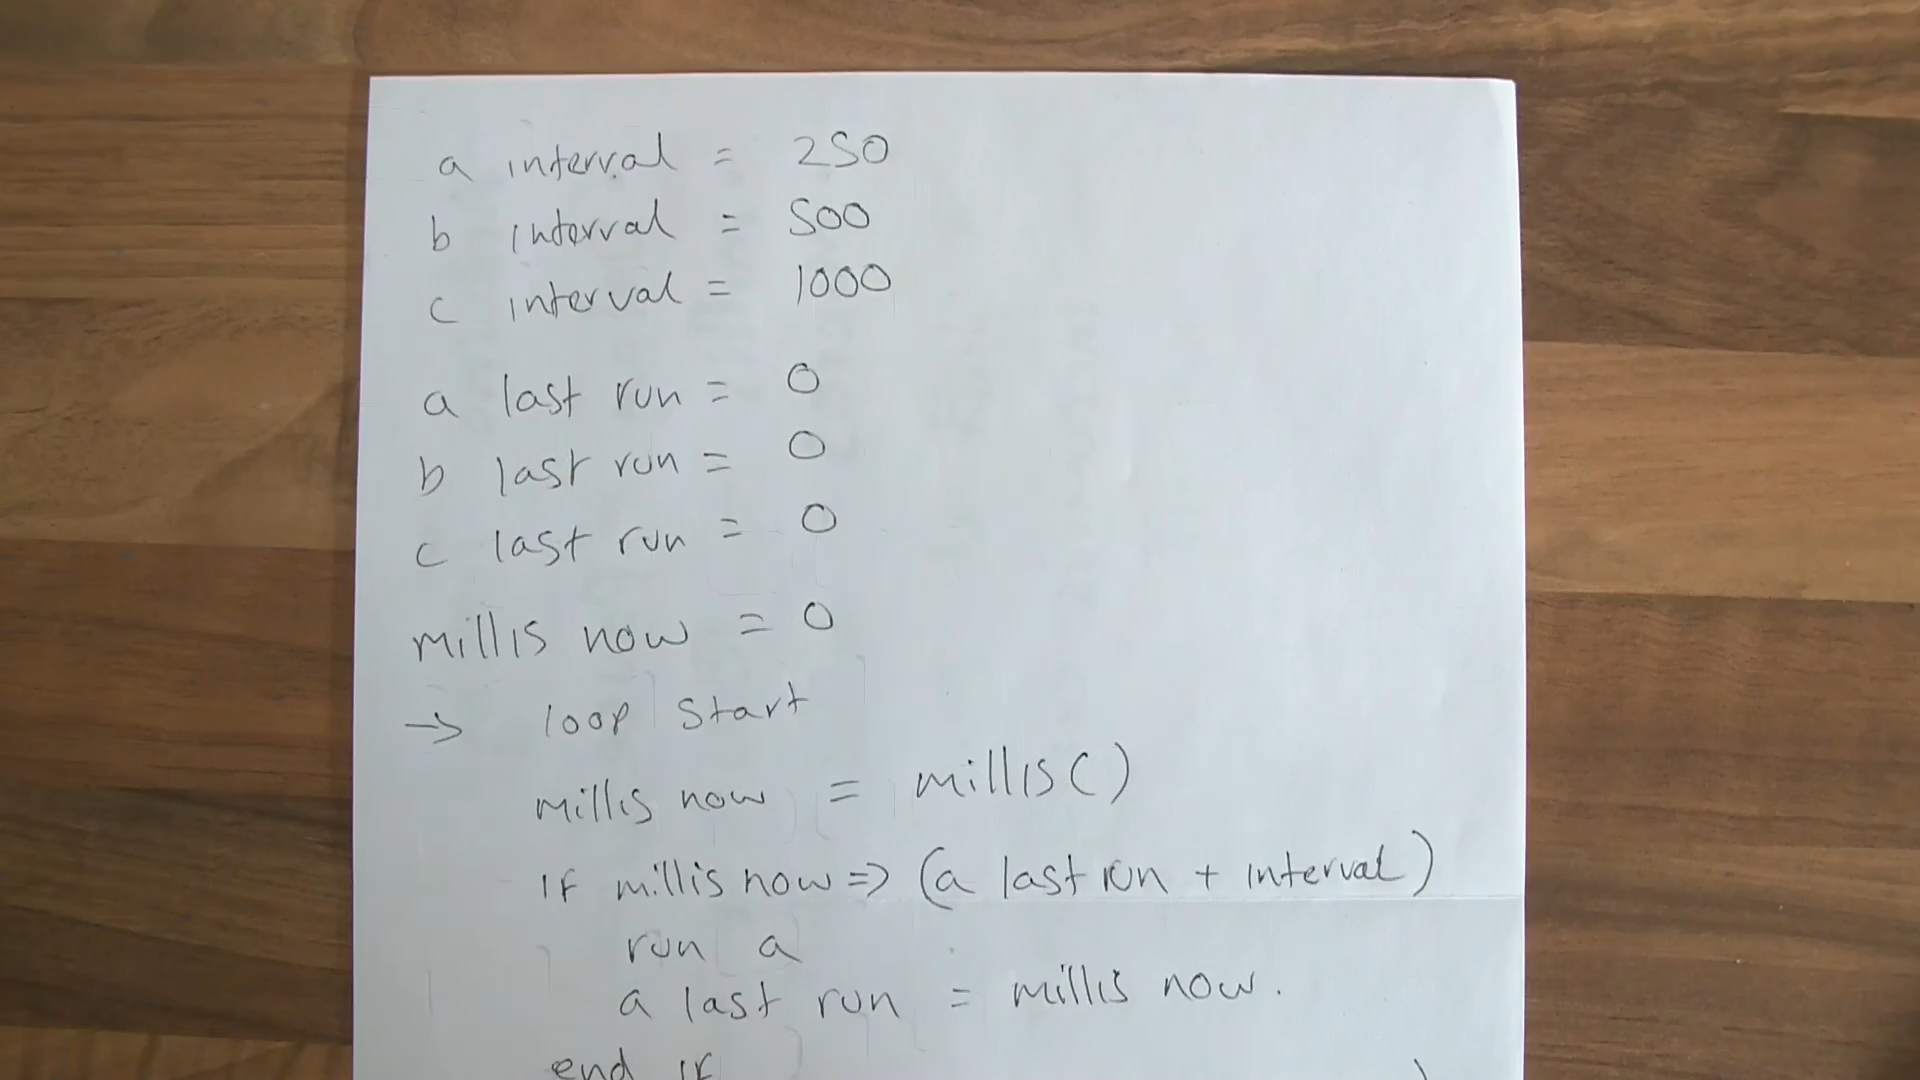 a interval = 250
b interval = 500
c interval = 1000
a last run = 0
b last run = 0
c last run = 0
millis now = 0
→ loop start
millis now = millis()
if millis now => (a last run + interval)
run a
a last run = millis now.
end if